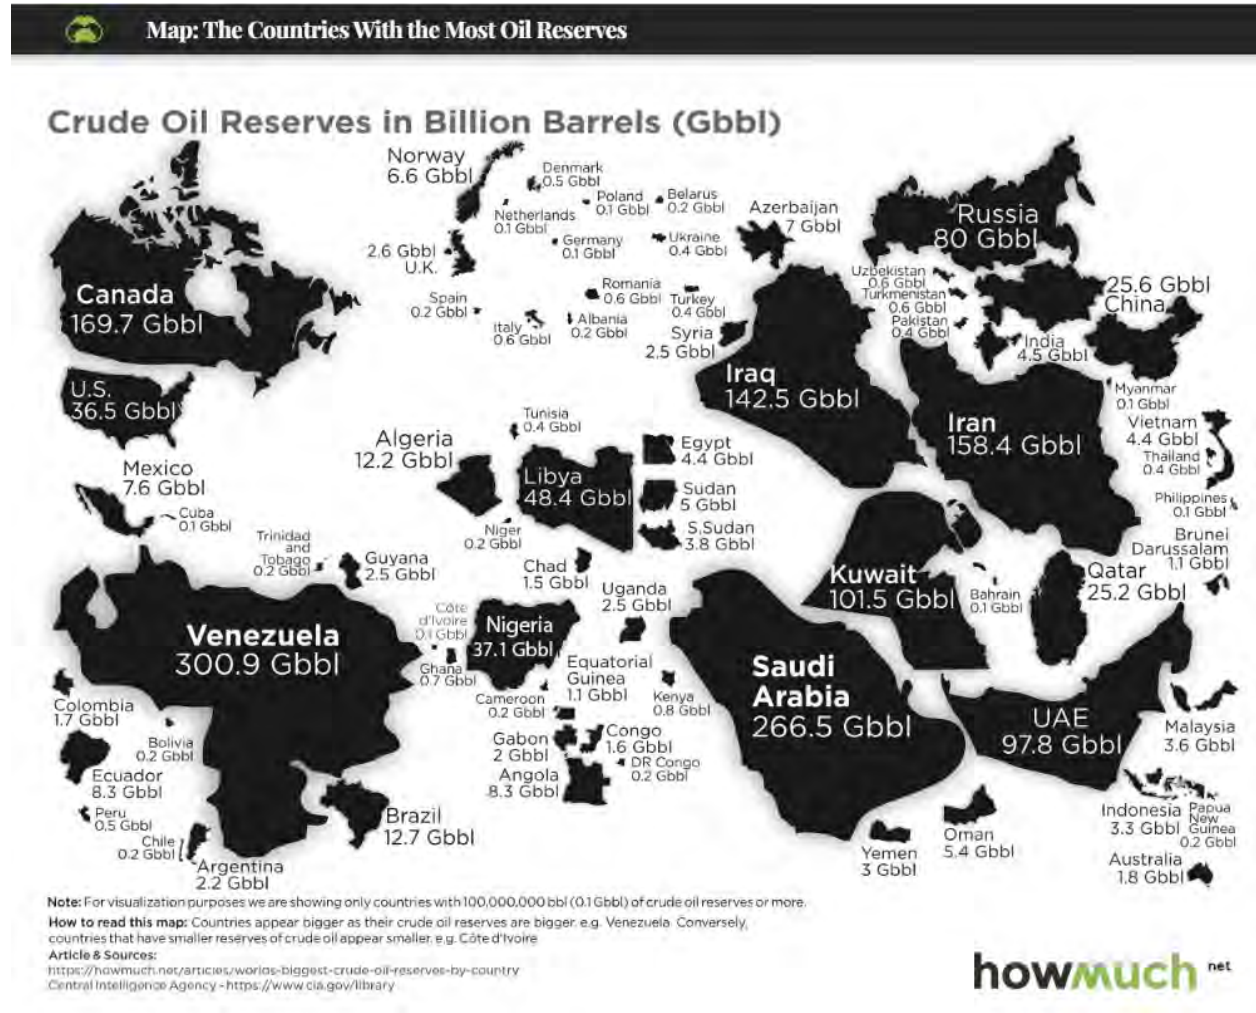 Map: The Countries With the Most Oil Reserves
Crude Oil Reserves in Billion Barrels (Gbbl)
Canada
169.7 Gbbl
U.S.
36.5 Gbbl
Mexico
7.6 Gbbl
Cuba
0.1 Gbbl
Norway
6.6 Gbbl
Denmark
0.5 Gbbl
Netherlands
0.1 Gbbl
Poland
0.1 Gbbl
Belarus
0.2 Gbbl
2.6 Gbbl
U.K.
Germany
0.1 Gbbl
Ukraine
0.4 Gbbl
Azerbaijan
7 Gbbl
Spain
0.2 Gbbl
Italy
0.6 Gbbl
Romania
0.6 Gbbl
Albania
0.2 Gbbl
Turkey
0.4 Gbbl
Syria
2.5 Gbbl
Russia
80 Gbbl
Uzbekistan
0.6 Gbbl
Turkmenistan
0.6 Gbbl
Pakistan
0.4 Gbbl
25.6 Gbbl
China
India
4.5 Gbbl
Iraq
142.5 Gbbl
Iran
158.4 Gbbl
Myanmar
0.1 Gbbl
Vietnam
4.4 Gbbl
Thailand
0.4 Gbbl
Philippines
0.1 Gbbl
Brunei
Darussalam
1.1 Gbbl
Algeria
12.2 Gbbl
Tunisia
0.4 Gbbl
Libya
48.4 Gbbl
Egypt
4.4 Gbbl
Sudan
5 Gbbl
S.Sudan
3.8 Gbbl
Niger
0.2 Gbbl
Chad
1.5 Gbbl
Uganda
2.5 Gbbl
Trinidad
and
Tobago
0.2 Gbbl
Guyana
2.5 Gbbl
Venezuela
300.9 Gbbl
Côte
d'Ivoire
0.1 Gbbl
Ghana
0.7 Gbbl
Nigeria
37.1 Gbbl
Cameroon
0.2 Gbbl
Equatorial
Guinea
1.1 Gbbl
Kenya
0.8 Gbbl
Gabon
2 Gbbl
Congo
1.6 Gbbl
DR Congo
0.2 Gbbl
Angola
8.3 Gbbl
Kuwait
101.5 Gbbl
Bahrain
0.1 Gbbl
Qatar
25.2 Gbbl
Saudi
Arabia
266.5 Gbbl
UAE
97.8 Gbbl
Malaysia
3.6 Gbbl
Colombia
1.7 Gbbl
Bolivia
0.2 Gbbl
Ecuador
8.3 Gbbl
Peru
0.5 Gbbl
Chile
0.2 Gbbl
Argentina
2.2 Gbbl
Brazil
12.7 Gbbl
Yemen
3 Gbbl
Oman
5.4 Gbbl
Indonesia
3.3 Gbbl
Papua
New
Guinea
0.2 Gbbl
Australia
1.8 Gbbl
Note: For visualization purposes we are showing only countries with 100,000,000 bbl (0.1 Gbbl) of crude oil reserves or more.
How to read this map: Countries appear bigger as their crude oil reserves are bigger. e.g. Venezuela. Conversely,
countries that have smaller reserves of crude oil appear smaller. e.g. Côte d'Ivoire
Article & Sources:
https://howmuch.net/articles/worlds-biggest-crude-oil-reserves-by-country
Central Intelligence Agency - https://www.cia.gov/library
howmuch net